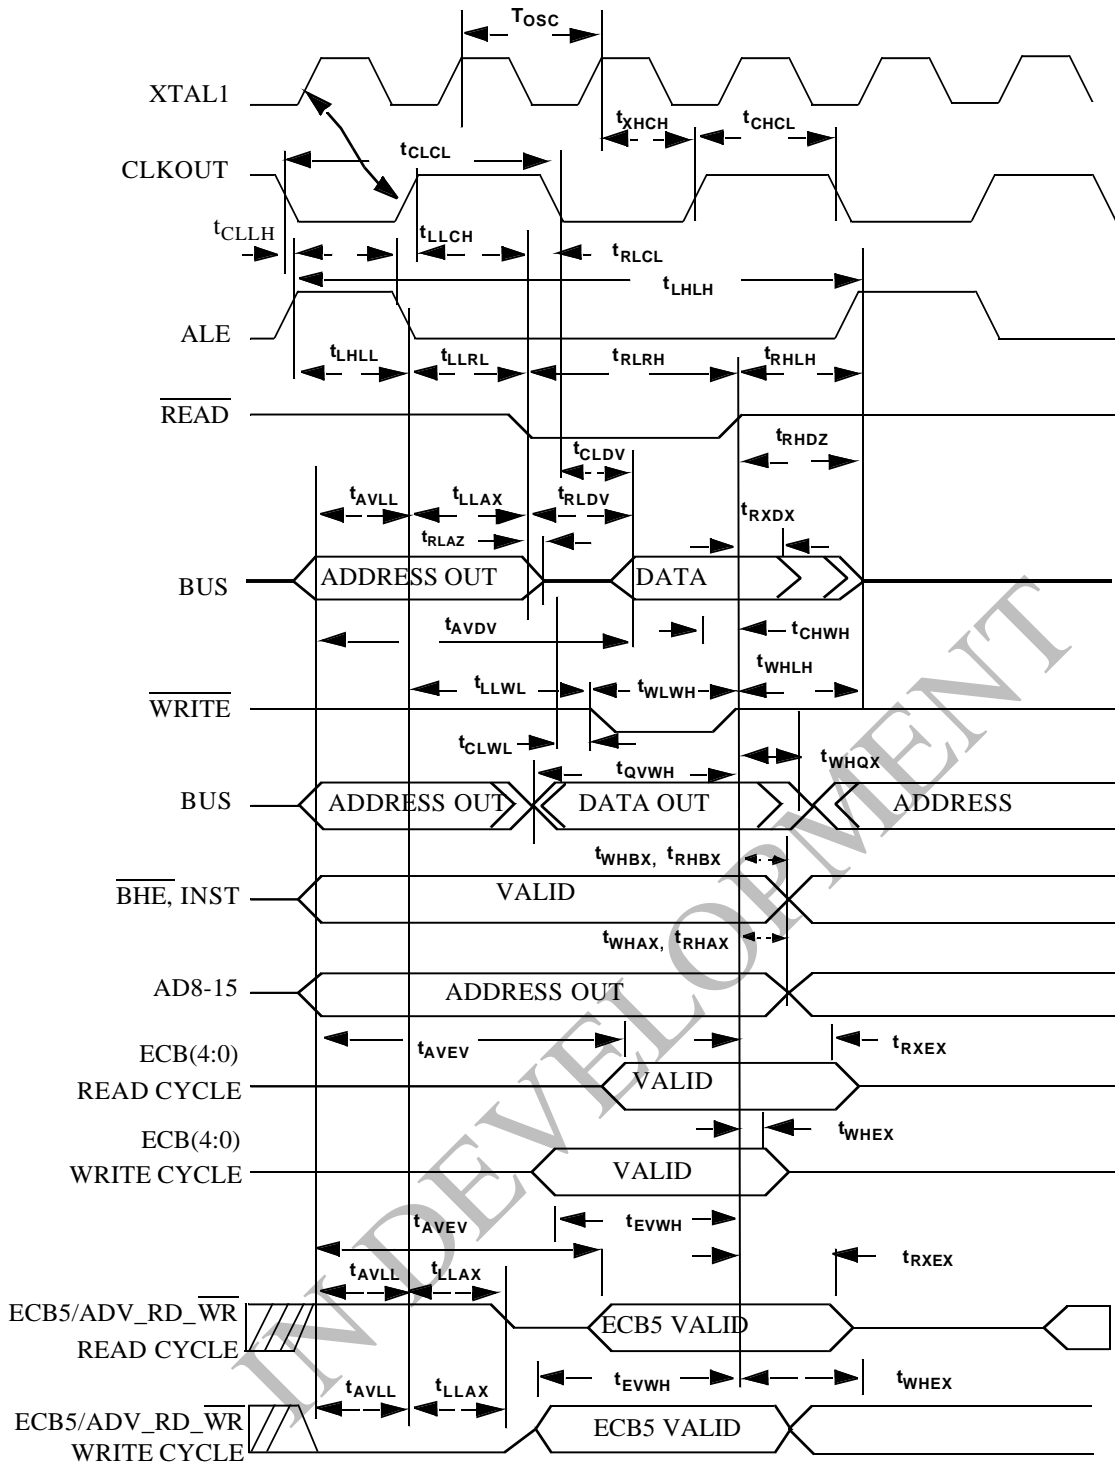 TOSC
XTAL1
tXHCH tCHCL
tCLCL
CLKOUT
tCLLH tLLCH tRLCL
tLHLH
ALE
tLHLL tLLRL tRLRH tRHLH
READ
tRHDZ
tCLDV
tAVLL tLLAX tRLDV
tRXDX
tRLAZ
BUS ADDRESS OUT DATA
tAVDV tCHWH
tWHLH
tLLWL tWLWH
WRITE
tCLWL tWHQX
tQVWH
BUS ADDRESS OUT DATA OUT ADDRESS
tWHBX, tRHBX
BHE, INST VALID
tWHAX, tRHAX
AD8-15 ADDRESS OUT
ECB(4:0) tAVEV tRXEX
READ CYCLE VALID
ECB(4:0) tWHEX
WRITE CYCLE VALID
tAVEV tEVWH
tRXEX
tAVLL tLLAX
ECB5/ADV_RD_WR
ECB5 VALID
READ CYCLE
tAVLL tLLAX tEVWH tWHEX
ECB5/ADV_RD_WR
ECB5 VALID
WRITE CYCLE
IN DEVELOPMENT